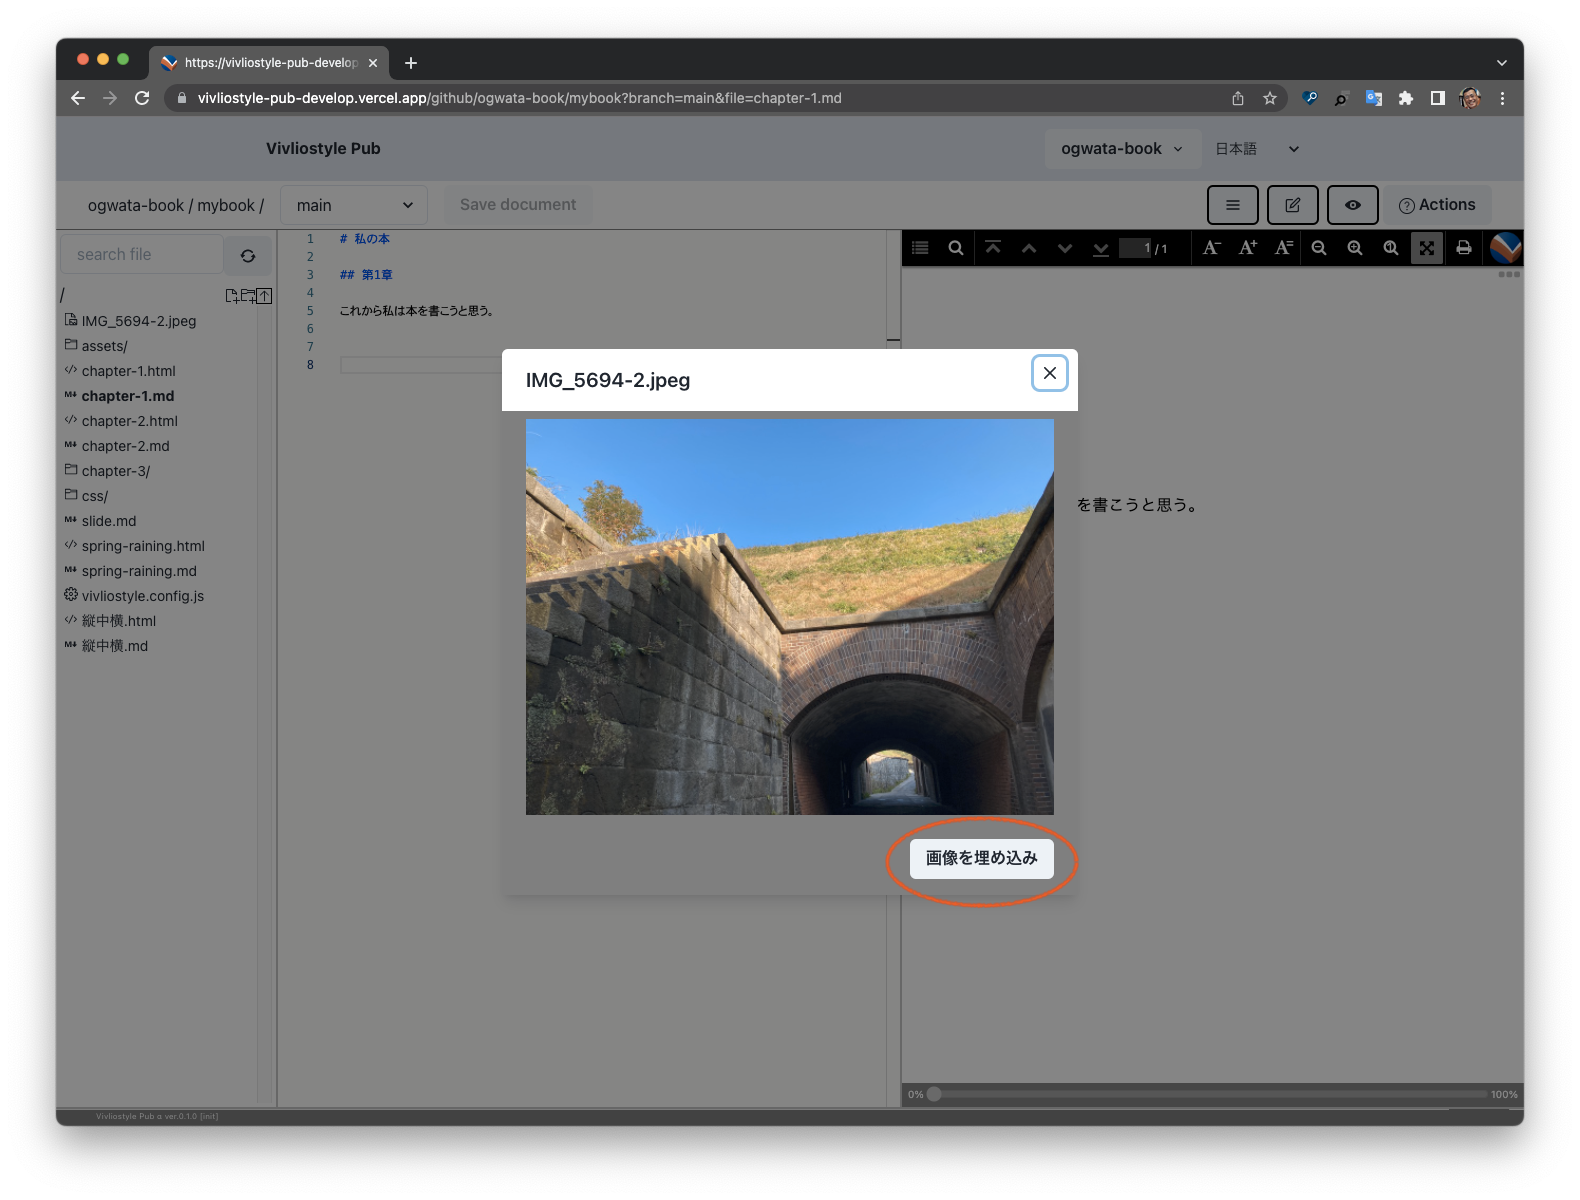 https://vivliostyle-pub-develop
vivliostyle-pub-develop.vercel.app/github/ogwata-book/mybook?branch=main&file=chapter-1.md
Vivliostyle Pub
ogwata-book
日本語
ogwata-book / mybook /
main
Save document
Actions
search file
/
IMG_5694-2.jpeg
assets/
chapter-1.html
chapter-1.md
chapter-2.html
chapter-2.md
chapter-3/
css/
slide.md
spring-raining.html
spring-raining.md
vivliostyle.config.js
縦中横.html
縦中横.md
1 # 私の本
2
3 ## 第1章
4
5 これから私は本を書こうと思う。
6
7
8
1 / 1
A-
A+
A=
を書こうと思う。
IMG_5694-2.jpeg
画像を埋め込み
0%
100%
Vivliostyle Pub α ver.0.1.0 [init]